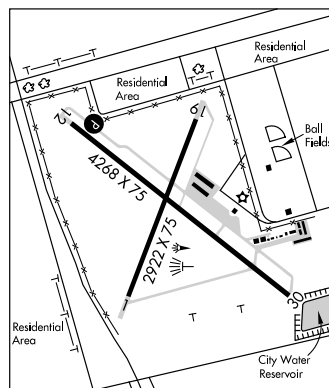 Residential
Area
Residential
Area
12
P
19
Ball
Fields
4268 X 75
2922 X 75
1
30
Residential
Area
City Water
Reservoir